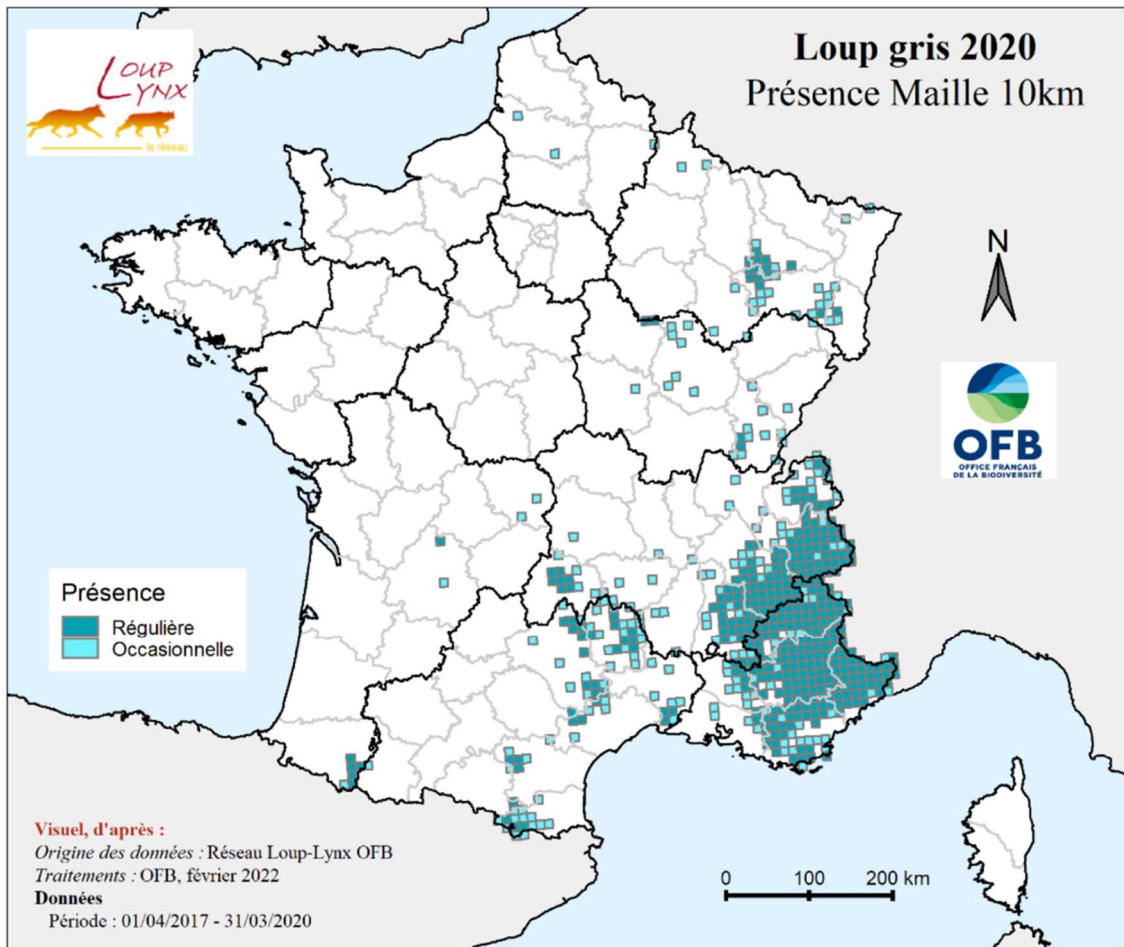 LOUP
LYNX
le réseau
Loup gris 2020
Présence Maille 10km
N
OFB
OFFICE FRANÇAIS
DE LA BIODIVERSITÉ
Présence
Régulière
Occasionnelle
Visuel, d'après :
Origine des données : Réseau Loup-Lynx OFB
Traitements : OFB, février 2022
Données
Période : 01/04/2017 - 31/03/2020
0 100 200 km